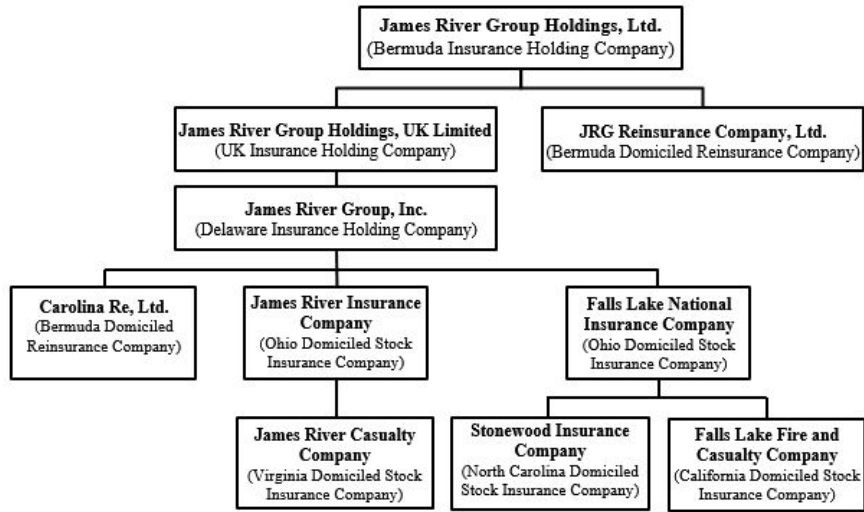 James River Group Holdings, Ltd.
(Bermuda Insurance Holding Company)
James River Group Holdings, UK Limited
(UK Insurance Holding Company)
JRG Reinsurance Company, Ltd.
(Bermuda Domiciled Reinsurance Company)
James River Group, Inc.
(Delaware Insurance Holding Company)
Carolina Re, Ltd.
(Bermuda Domiciled
Reinsurance Company)
James River Insurance
Company
(Ohio Domiciled Stock
Insurance Company)
Falls Lake National
Insurance Company
(Ohio Domiciled Stock
Insurance Company)
James River Casualty
Company
(Virginia Domiciled Stock
Insurance Company)
Stonewood Insurance
Company
(North Carolina Domiciled
Stock Insurance Company)
Falls Lake Fire and
Casualty Company
(California Domiciled Stock
Insurance Company)